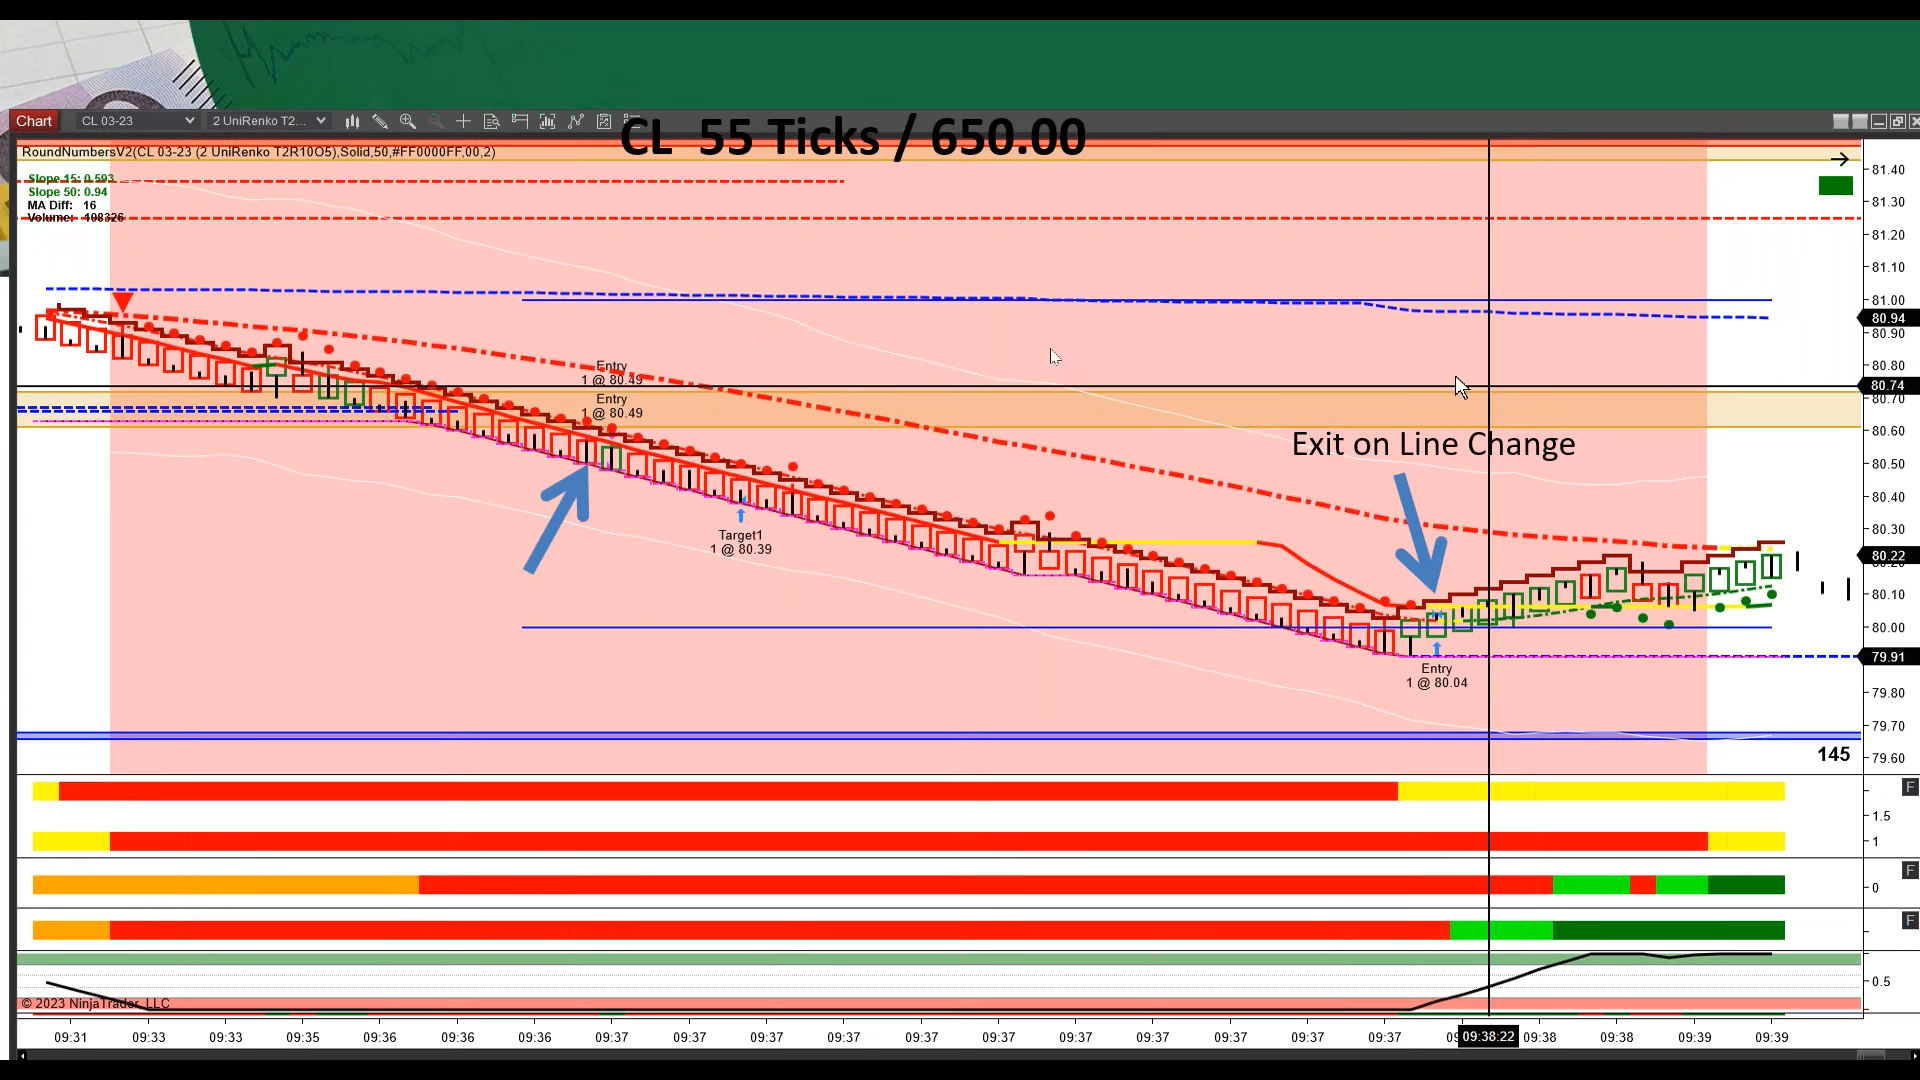 Chart
CL 03-23
2 UniRenko T2...
CL 55 Ticks / 650.00
RoundNumbersV2(CL 03-23 (2 UniRenko T2R10O5),Solid,50,#FF0000FF,00,2)
Slope 15: 0.593
Slope 50: 0.94
MA Diff: 16
Volume: 108326
81.40
81.30
81.20
81.10
81.00
80.94
80.90
80.80
80.74
80.70
80.60
80.50
80.40
80.30
80.22
80.10
80.00
79.91
79.80
79.70
79.60
Entry
1 @ 80.49
Entry
1 @ 80.49
Exit on Line Change
Target1
1 @ 80.39
Entry
1 @ 80.04
145
F
1.5
1
F
0
F
0.5
© 2023 NinjaTrader, LLC
09:31 09:33 09:33 09:35 09:36 09:36 09:36 09:37 09:37 09:37 09:37 09:37 09:37 09:37 09:37 09:37 09:37 09:37 09:38:22 09:38 09:38 09:39 09:39